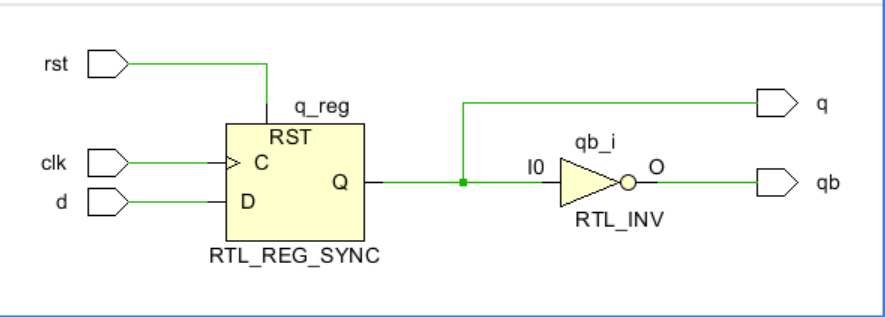 rst
q_reg
RST
clk
C
d
D
Q
RTL_REG_SYNC
q
qb_i
I0
O
qb
RTL_INV